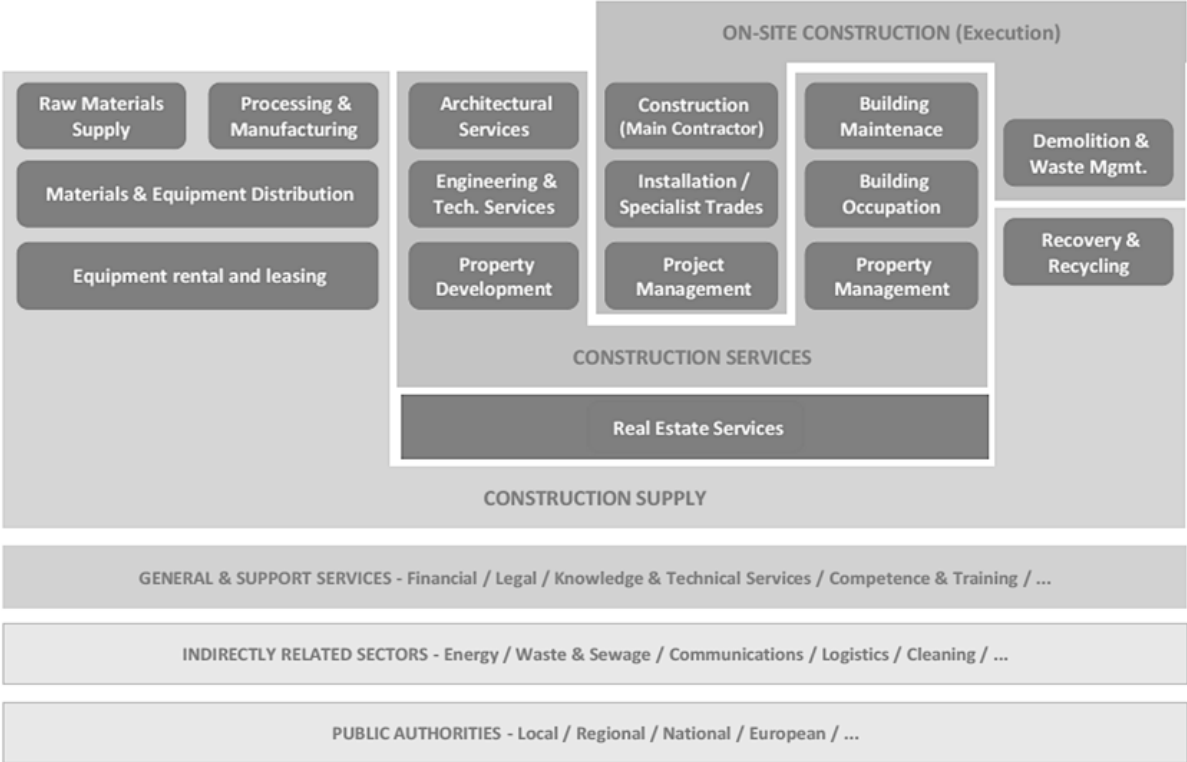 ON-SITE CONSTRUCTION (Execution)
Raw Materials
Supply
Processing &
Manufacturing
Materials & Equipment Distribution
Equipment rental and leasing
Architectural
Services
Engineering &
Tech. Services
Property
Development
Construction
(Main Contractor)
Installation /
Specialist Trades
Project
Management
Building
Maintenace
Building
Occupation
Property
Management
Demolition &
Waste Mgmt.
Recovery &
Recycling
CONSTRUCTION SERVICES
Real Estate Services
CONSTRUCTION SUPPLY
GENERAL & SUPPORT SERVICES - Financial / Legal / Knowledge & Technical Services / Competence & Training / ...
INDIRECTLY RELATED SECTORS - Energy / Waste & Sewage / Communications / Logistics / Cleaning / ...
PUBLIC AUTHORITIES - Local / Regional / National / European / ...